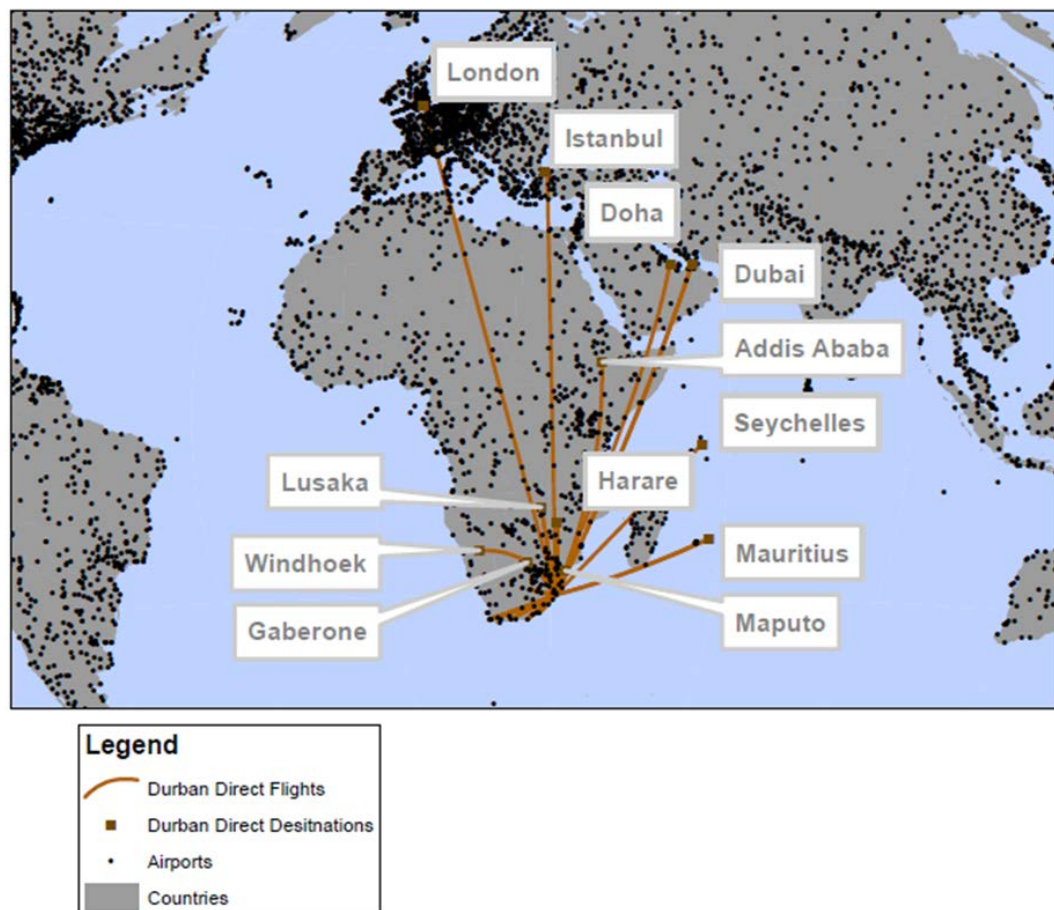 London
Istanbul
Doha
Dubai
Addis Ababa
Seychelles
Lusaka
Harare
Windhoek
Mauritius
Gaberone
Maputo
Legend
Durban Direct Flights
Durban Direct Desitnations
Airports
Countries